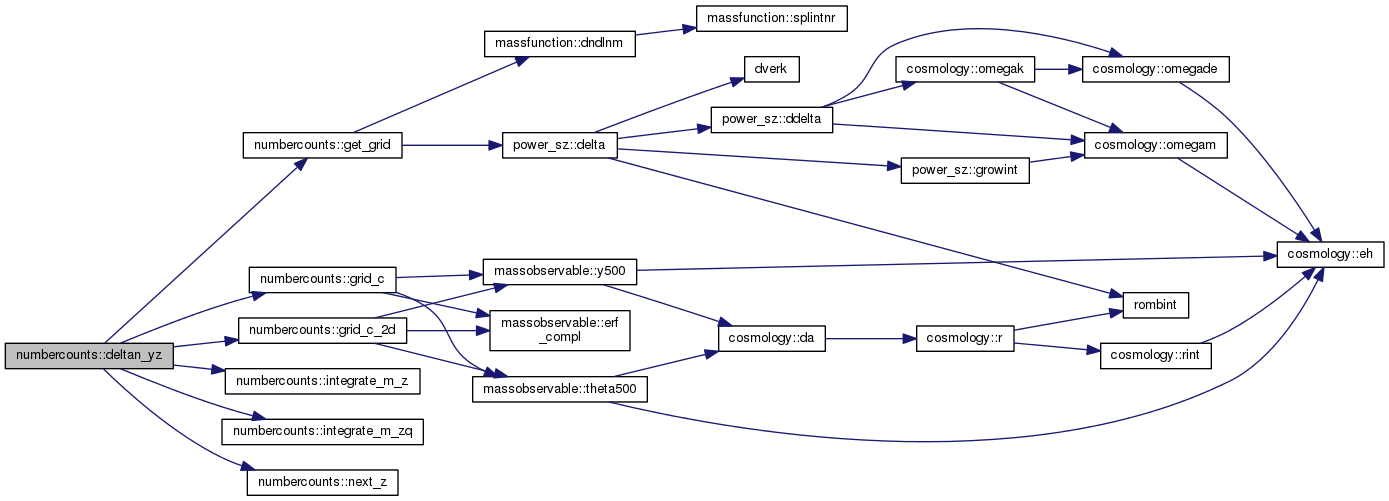 massfunction::splintnr
massfunction::dndlnm
dverk
cosmology::omegak
cosmology::omegade
power_sz::ddelta
numbercounts::get_grid
power_sz::delta
cosmology::omegam
power_sz::growint
cosmology::eh
numbercounts::grid_c
massobservable::y500
rombint
numbercounts::grid_c_2d
massobservable::erf
_compl
cosmology::da
cosmology::r
numbercounts::deltan_yz
cosmology::rint
numbercounts::integrate_m_z
massobservable::theta500
numbercounts::integrate_m_zq
numbercounts::next_z